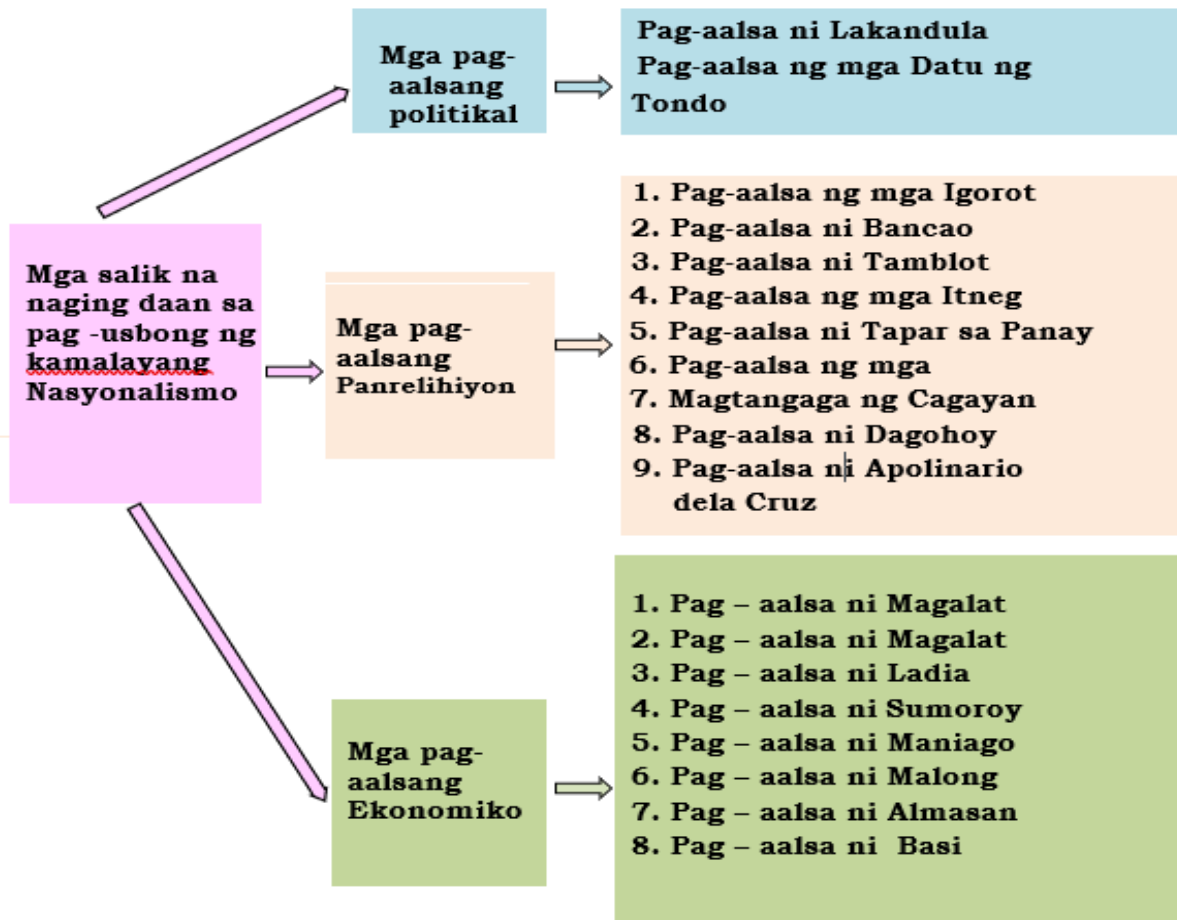 Mga salik na
naging daan sa
pag -usbong ng
kamalayang
Nasyonalismo
Mga pag-
aalsang
politikal
Pag-aalsa ni Lakandula
Pag-aalsa ng mga Datu ng
Tondo
Mga pag-
aalsang
Panrelihiyon
1. Pag-aalsa ng mga Igorot
2. Pag-aalsa ni Bancao
3. Pag-aalsa ni Tamblot
4. Pag-aalsa ng mga Itneg
5. Pag-aalsa ni Tapar sa Panay
6. Pag-aalsa ng mga
7. Magtangaga ng Cagayan
8. Pag-aalsa ni Dagohoy
9. Pag-aalsa ni Apolinario
dela Cruz
Mga pag-
aalsang
Ekonomiko
1. Pag – aalsa ni Magalat
2. Pag – aalsa ni Magalat
3. Pag – aalsa ni Ladia
4. Pag – aalsa ni Sumoroy
5. Pag – aalsa ni Maniago
6. Pag – aalsa ni Malong
7. Pag – aalsa ni Almasan
8. Pag – aalsa ni Basi